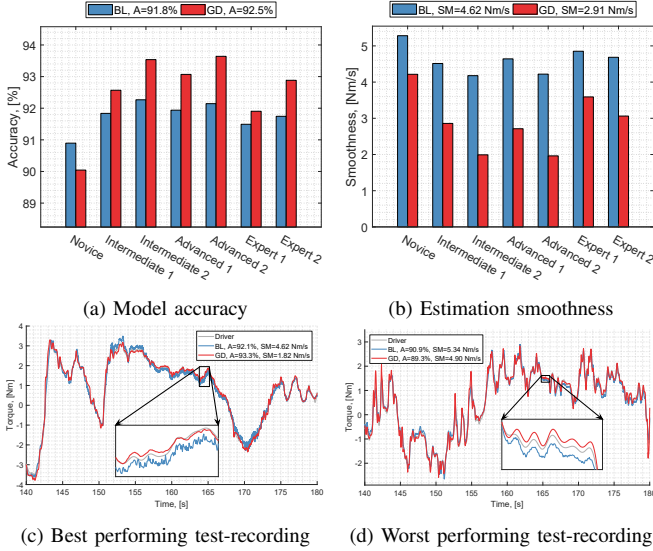 BL, A=91.8%
GD, A=92.5%
94
93
92
91
90
89
Accuracy, [%]
Novice
Intermediate 1
Intermediate 2
Advanced 1
Advanced 2
Expert 1
Expert 2
(a) Model accuracy
BL, SM=4.62 Nm/s
GD, SM=2.91 Nm/s
5
4
3
2
1
0
Smoothness, [Nm/s]
Novice
Intermediate 1
Intermediate 2
Advanced 1
Advanced 2
Expert 1
Expert 2
(b) Estimation smoothness
4
3
2
1
0
-1
-2
-3
-4
Torque, [Nm]
Driver
BL, A=92.1%, SM=4.62 Nm/s
GD, A=93.3%, SM=1.82 Nm/s
140 145 150 155 160 165 170 175 180
Time, [s]
(c) Best performing test-recording
3
2
1
0
-1
-2
Torque, [Nm]
Driver
BL, A=90.9%, SM=5.34 Nm/s
GD, A=89.3%, SM=4.90 Nm/s
140 145 150 155 160 165 170 175 180
Time, [s]
(d) Worst performing test-recording